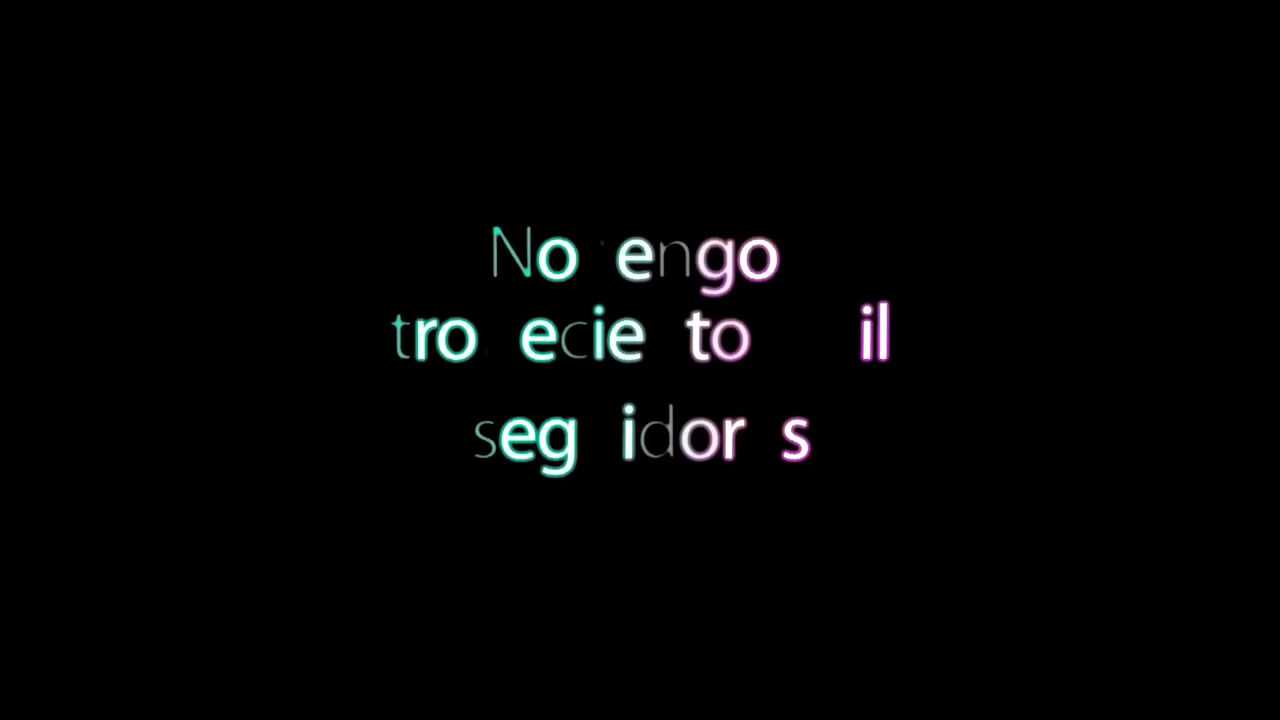 No engo
tro ecie to il
seg idor s